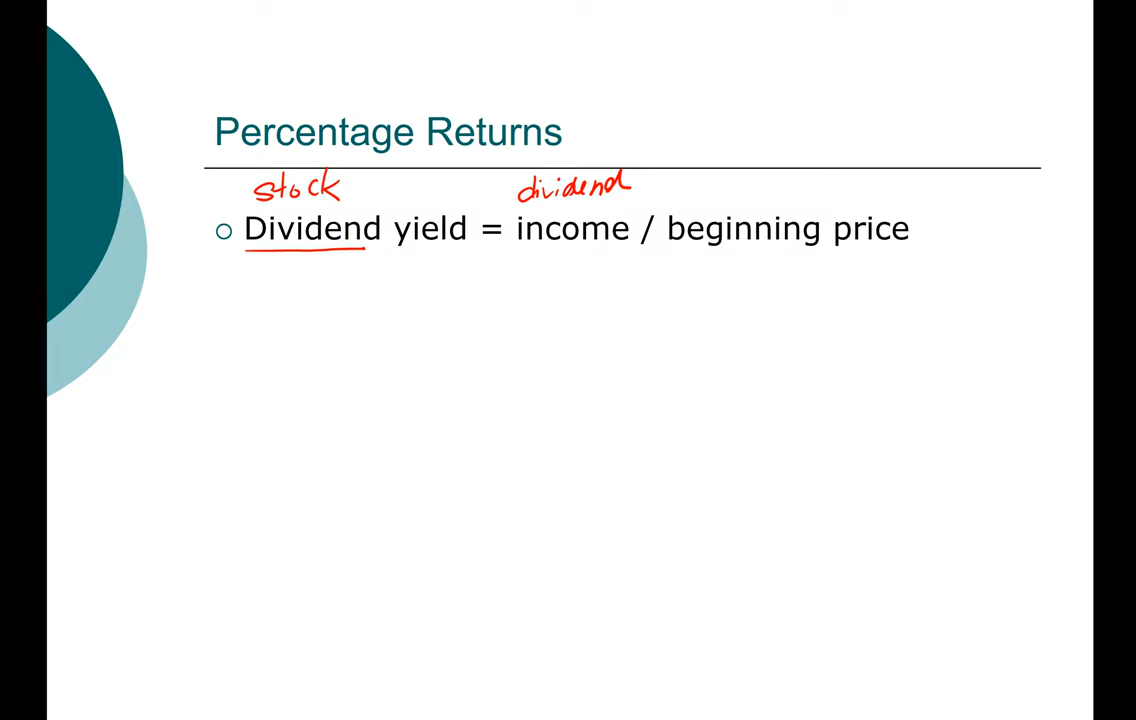 Percentage Returns
stock dividend
Dividend yield = income / beginning price